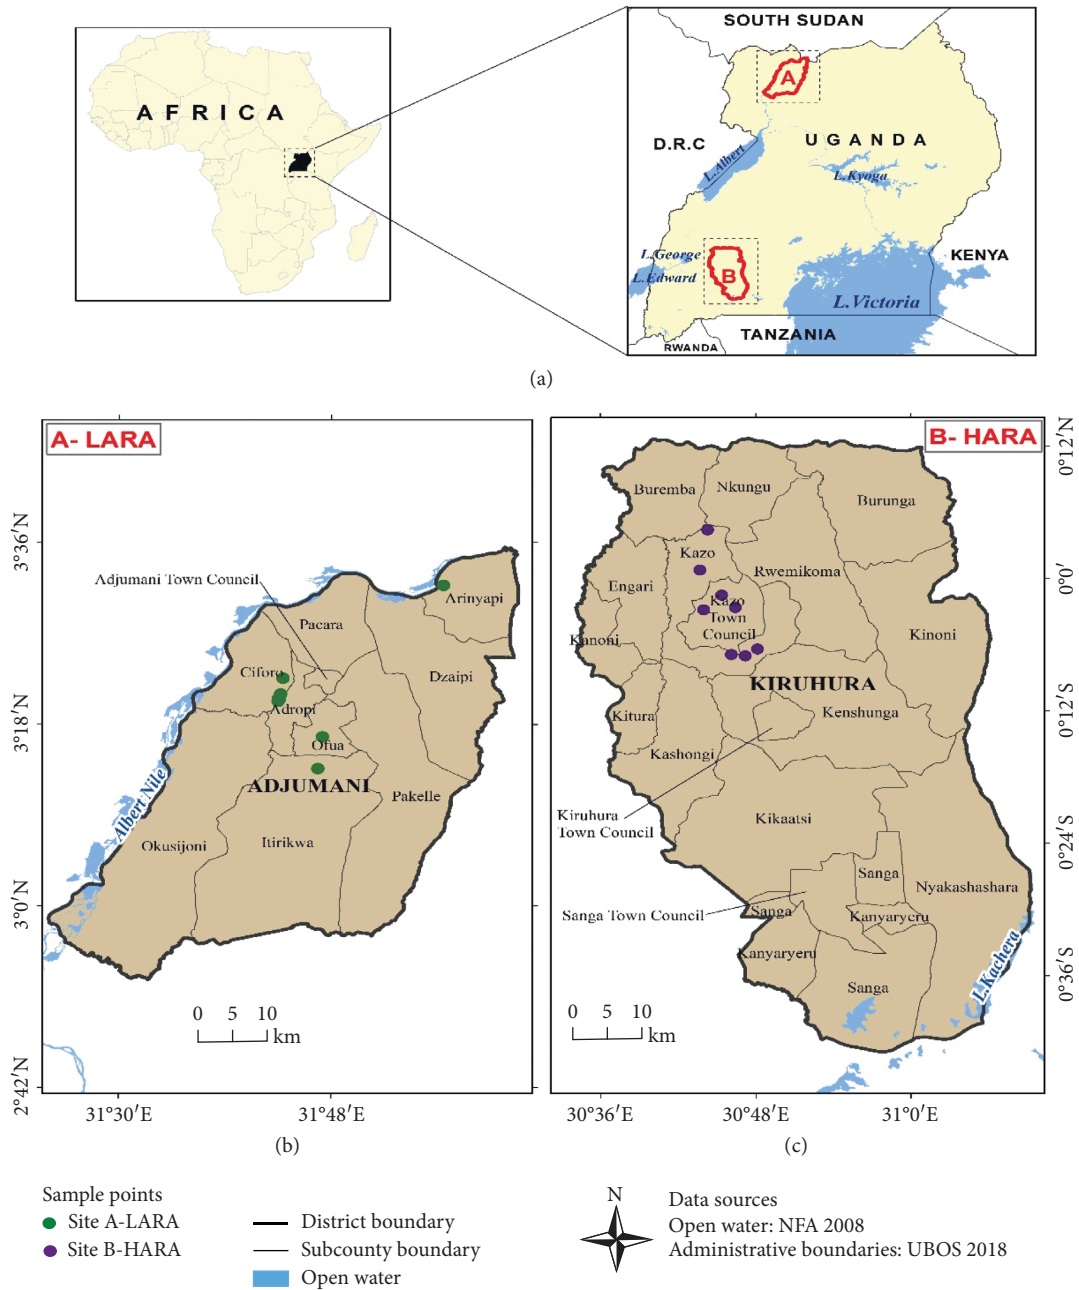 AFRICA
SOUTH SUDAN
A
D.R.C
UGANDA
L.Albert
L.Kyoga
L.George
L.Edward
B
KENYA
L.Victoria
TANZANIA
RWANDA
(a)
A- LARA
3°36′N
3°18′N
3°0′N
2°42′N
Adjumani Town Council
Arinyapi
Pacara
Ciforo
Dzaipi
Adropi
Ofua
ADJUMANI
Pakelle
Albert Nile
Okusijoni
Itirikwa
0 5 10
km
31°30′E
31°48′E
(b)
B- HARA
0°12′N
0°0′
0°12′S
0°24′S
0°36′S
Buremba
Nkungu
Burunga
Kazo
Rwemikoma
Engari
Kazo
Town
Council
Kanoni
Kinoni
KIRUHURA
Kitura
Kenshunga
Kashongi
Kiruhura
Town Council
Kikaatsi
Sanga
Nyakashashara
Sanga Town Council
Sanga
Kanyaryeru
Kanyaryeru
L.Kachera
Sanga
0 5 10
km
30°36′E
30°48′E
31°0′E
(c)
Sample points
Site A-LARA
Site B-HARA
District boundary
Subcounty boundary
Open water
N
Data sources
Open water: NFA 2008
Administrative boundaries: UBOS 2018